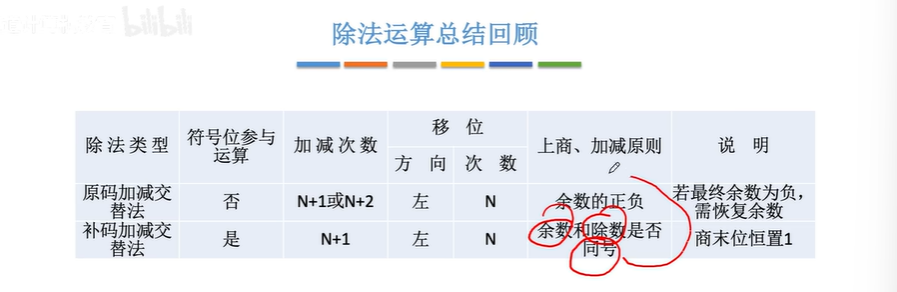 bilibili
除法运算总结回顾
除法类型 符号位参与运算 加减次数 移 位 上商、加减原则 说 明
方 向 次 数
原码加减交替法 否 N+1或N+2 左 N 余数的正负 若最终余数为负，需恢复余数
补码加减交替法 是 N+1 左 N 余数和除数是否同号 商末位恒置1